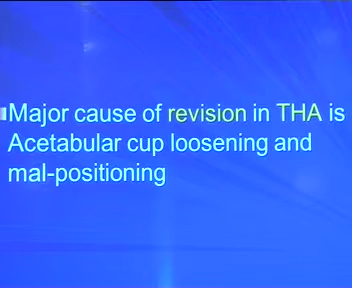 Major cause of revision in THA is
Acetabular cup loosening and
mal-positioning